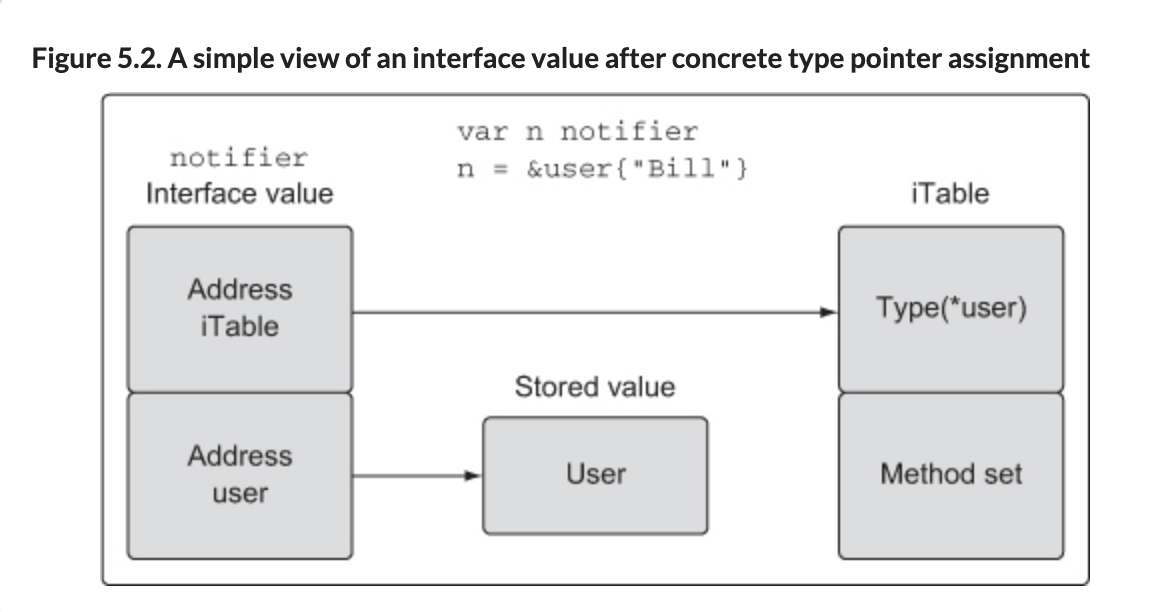 Figure 5.2. A simple view of an interface value after concrete type pointer assignment
var n notifier
n = &user{"Bill"}
notifier
Interface value
iTable
Address
iTable
Type(*user)
Stored value
Address
user
User
Method set